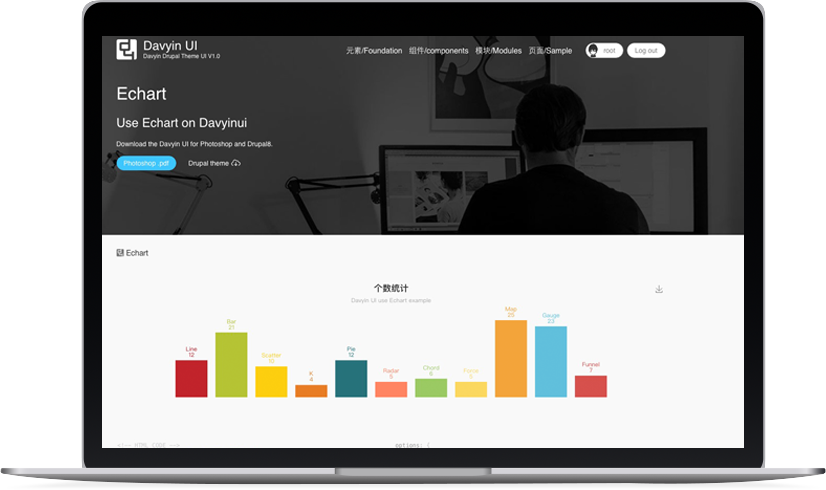 Davyin UI
Davyin Drupal Theme UI V1.0
元素/Foundation 组件/components 模块/Modules 页面/Sample root Log out
Echart
Use Echart on Davyinui
Download the Davyin UI for Photoshop and Drupal8.
Photoshop .pdf Drupal theme
Echart
个数统计
Davyin UI use Echart example
Line
12
Bar
21
Scatter
10
K
4
Pie
12
Radar
5
Chord
6
Force
5
Map
25
Gauge
23
Funnel
7
<!-- HTML CODE --> options: {